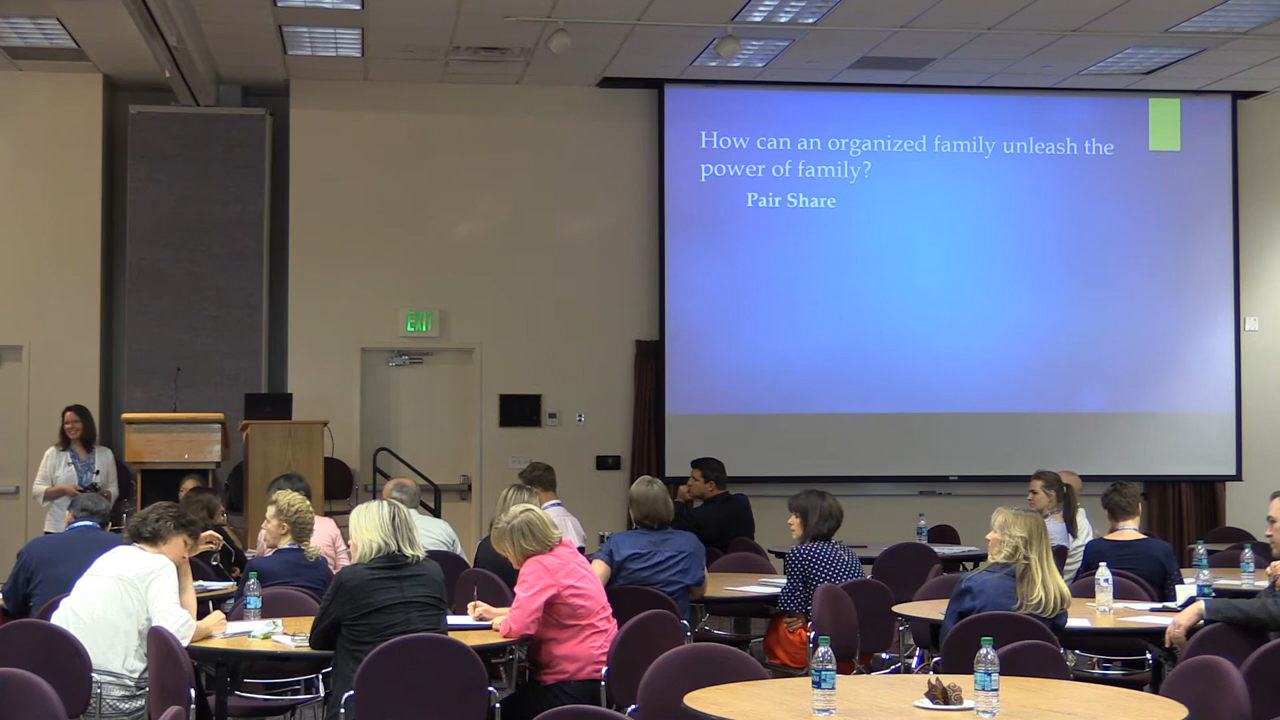 How can an organized family unleash the
power of family?
Pair Share
EXIT